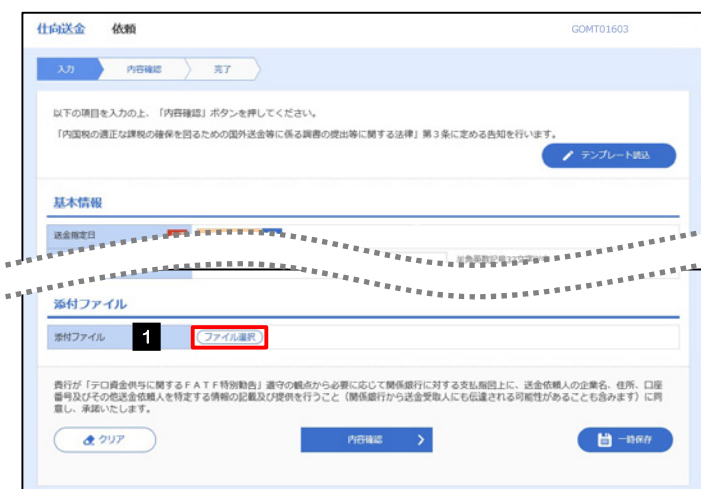 仕向送金 依頼 GOMT01603
入力 内容確認 完了
以下の項目を入力の上、「内容確認」ボタンを押してください。
「内国税の適正な課税の確保を図るための国外送金等に係る調書の提出等に関する法律」第3条に定める告知を行います。
テンプレート読込
基本情報
送金指定日
添付ファイル
添付ファイル 1 ファイル選択
貴行が「テロ資金供与に関するFATF特別勧告」遵守の観点から必要に応じて関係銀行に対する支払指図上に、送金依頼人の企業名、住所、口座
番号及びその他送金依頼人を特定する情報の記載及び提供を行うこと（関係銀行から送金受取人にも伝達される可能性があることも含みます）に同
意し、承諾いたします。
クリア 内容確認 一時保存